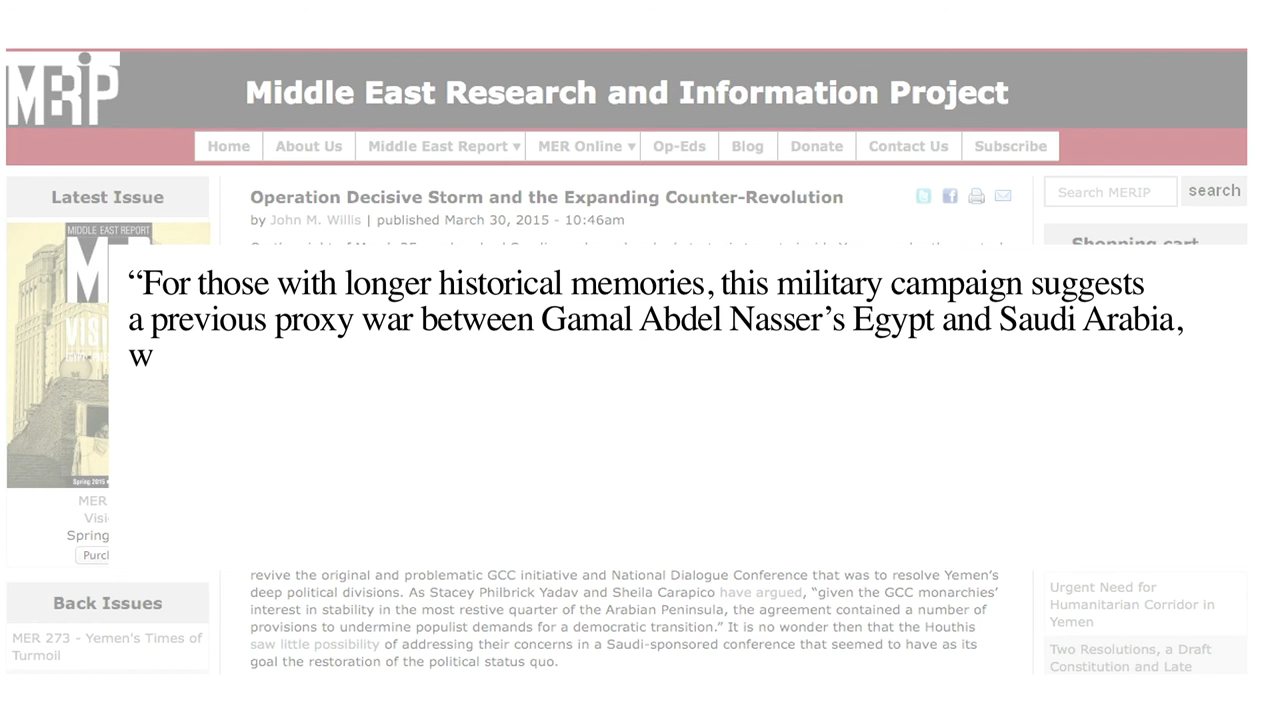 MERIP
Middle East Research and Information Project
Home About Us Middle East Report ▾ MER Online ▾ Op-Eds Blog Donate Contact Us Subscribe
Latest Issue
MIDDLE EAST REPORT
M
VISI
Spring 2015
MER
Visi
Spring
Purcl
Back Issues
MER 273 - Yemen's Times of
Turmoil
Operation Decisive Storm and the Expanding Counter-Revolution
by John M. Willis | published March 30, 2015 - 10:46am
“For those with longer historical memories, this military campaign suggests
a previous proxy war between Gamal Abdel Nasser’s Egypt and Saudi Arabia,
w
revive the original and problematic GCC initiative and National Dialogue Conference that was to resolve Yemen’s
deep political divisions. As Stacey Philbrick Yadav and Sheila Carapico have argued, “given the GCC monarchies’
interest in stability in the most restive quarter of the Arabian Peninsula, the agreement contained a number of
provisions to undermine populist demands for a democratic transition.” It is no wonder then that the Houthis
saw little possibility of addressing their concerns in a Saudi-sponsored conference that seemed to have as its
goal the restoration of the political status quo.
Search MERIP search
Shopping cart
Urgent Need for
Humanitarian Corridor in
Yemen
Two Resolutions, a Draft
Constitution and Late